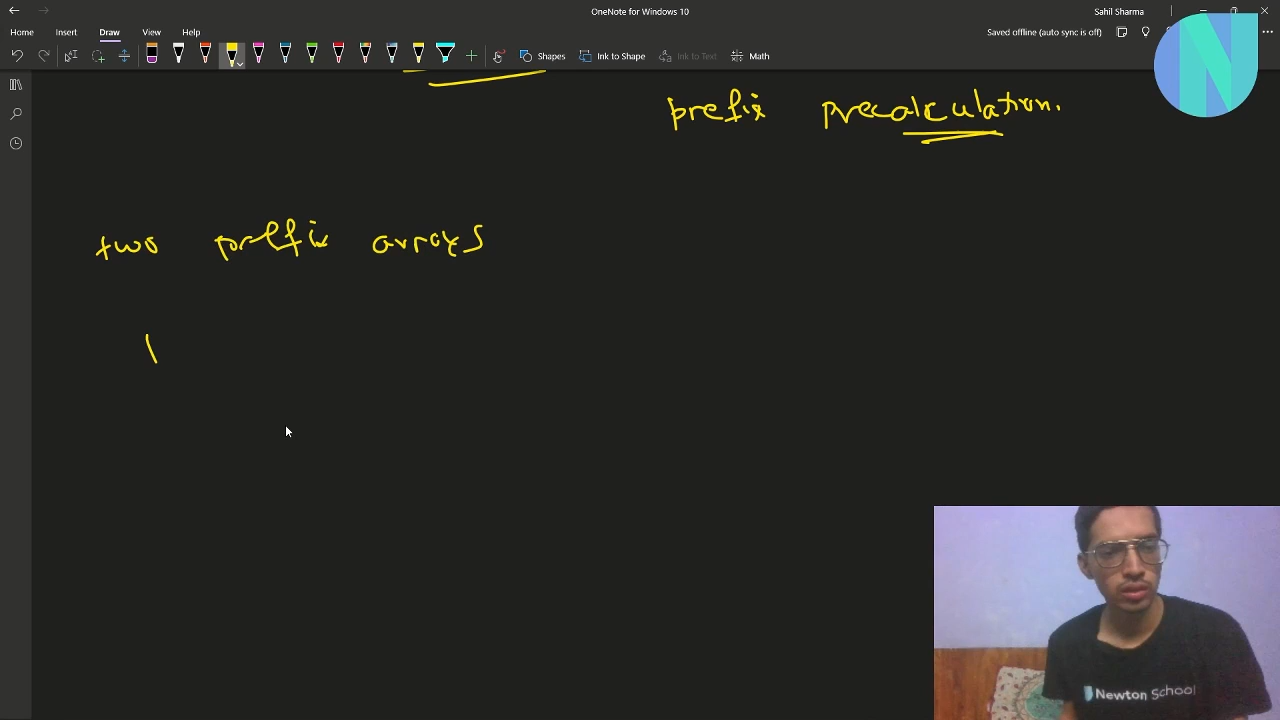 OneNote for Windows 10
Sahil Sharma
Home Insert Draw View Help
Saved offline (auto sync is off)
Shapes Ink to Shape Ink to Text Math
prefix precalculation.
two prefix arrays
Newton School